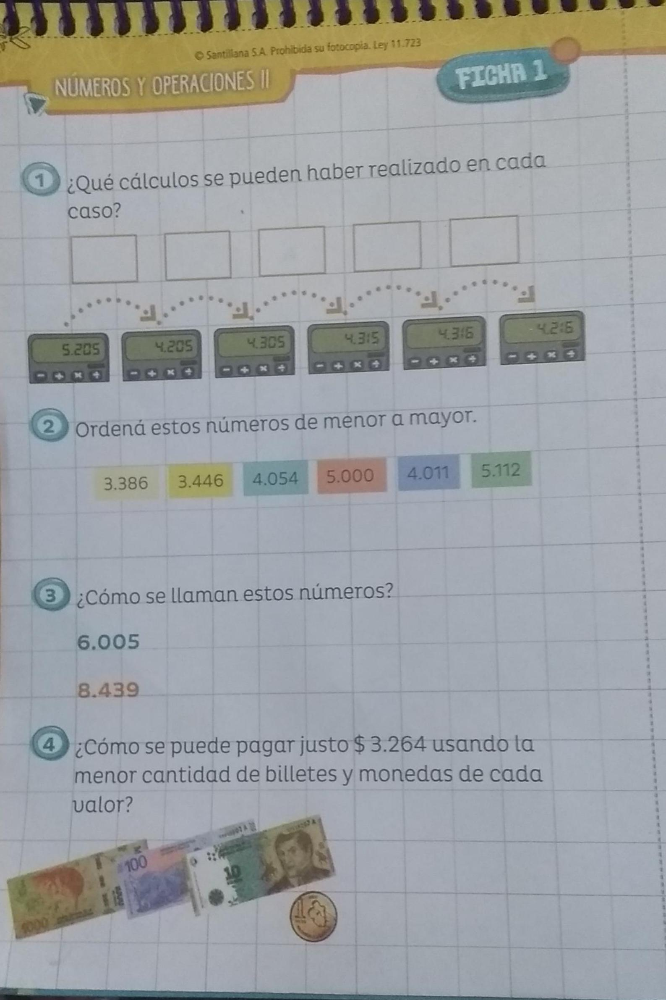 © Santillana S.A. Prohibida su fotocopia. Ley 11.723
NÚMEROS Y OPERACIONES II
FICHA 1
1 ¿Qué cálculos se pueden haber realizado en cada
caso?
5.205 4.205 4.305 4.315 4.316 4.216
- + × ÷ - + × ÷ - + × ÷ - + × ÷ - + × ÷ - + × ÷
2 Ordená estos números de menor a mayor.
3.386 3.446 4.054 5.000 4.011 5.112
3 ¿Cómo se llaman estos números?
6.005
8.439
4 ¿Cómo se puede pagar justo $ 3.264 usando la
menor cantidad de billetes y monedas de cada
valor?
100
10
1000
1